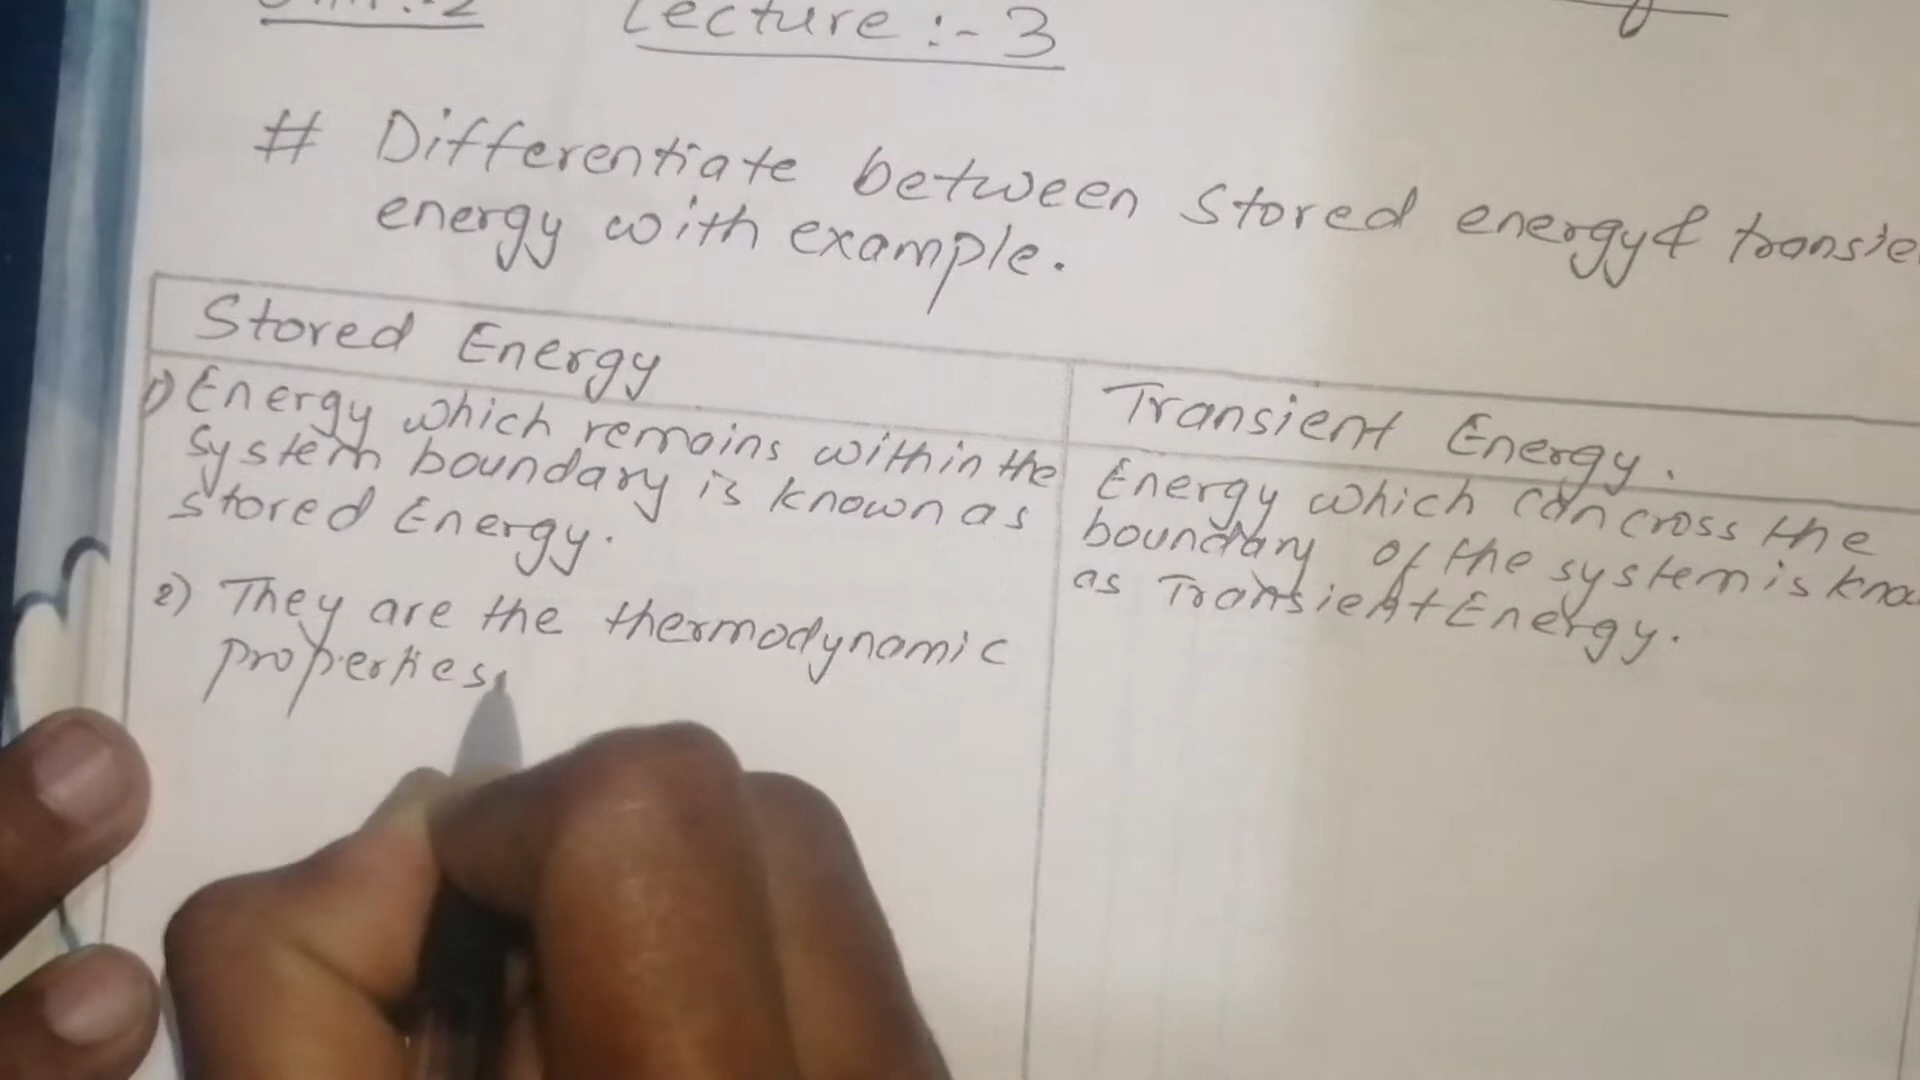 Lecture :- 3
# Differentiate between stored energy &
energy with example.
Stored Energy
1) Energy which remains within the
system boundary is known as
stored Energy.
2) They are the thermodynamic
properties
Transient Energy.
Energy which can cross the
boundary of the system is
as Transient Energy.